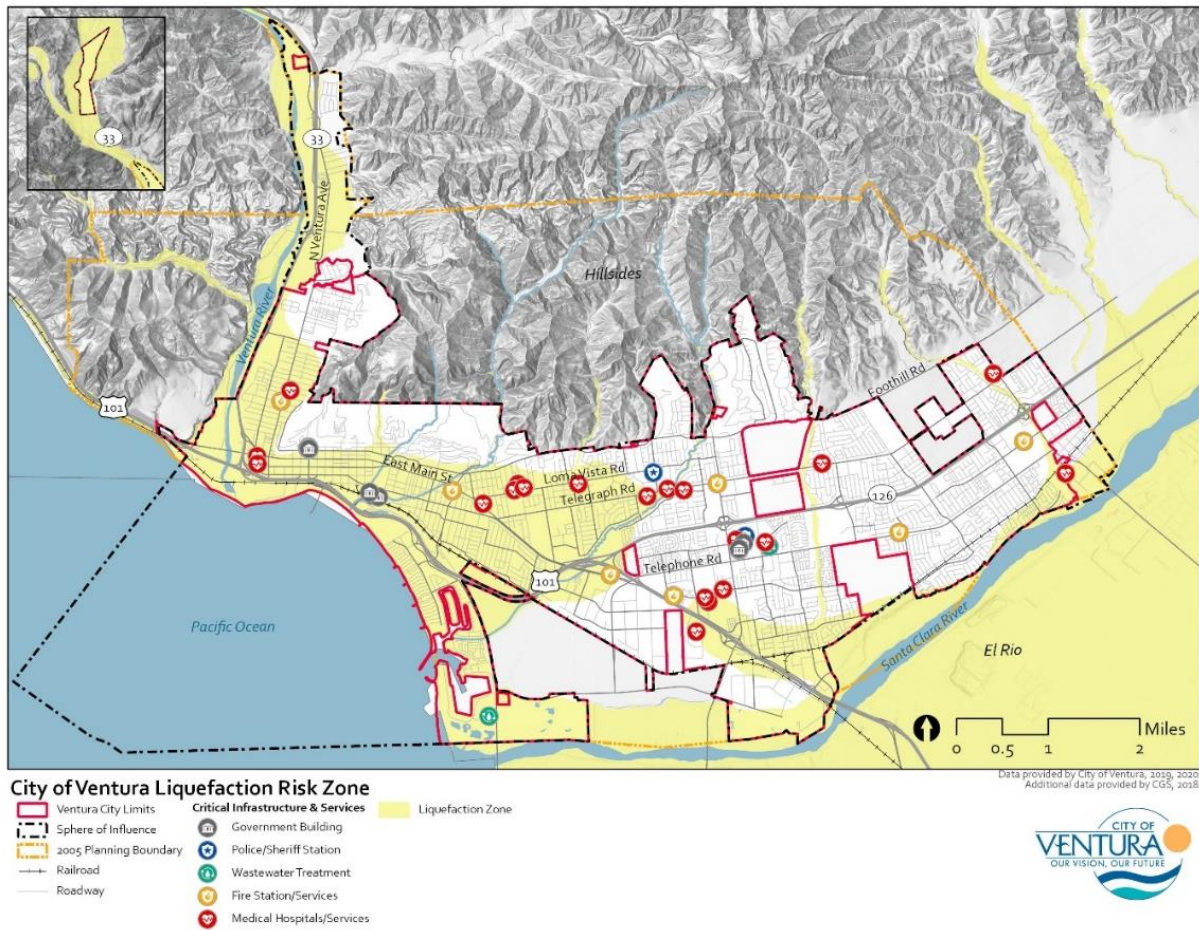 33
33
N Ventura Ave
Hillsides
Ventura River
Foothill Rd
101
East Main St
Loma Vista Rd
Telegraph Rd
126
Telephone Rd
101
Pacific Ocean
Santa Clara River
El Rio
0 0.5 1 2 Miles
Data provided by City of Ventura, 2019, 2020
Additional data provided by CGS, 2018
City of Ventura Liquefaction Risk Zone
Ventura City Limits
Sphere of Influence
2005 Planning Boundary
Railroad
Roadway
Critical Infrastructure & Services
Government Building
Police/Sheriff Station
Wastewater Treatment
Fire Station/Services
Medical Hospitals/Services
Liquefaction Zone
CITY OF
VENTURA
OUR VISION, OUR FUTURE